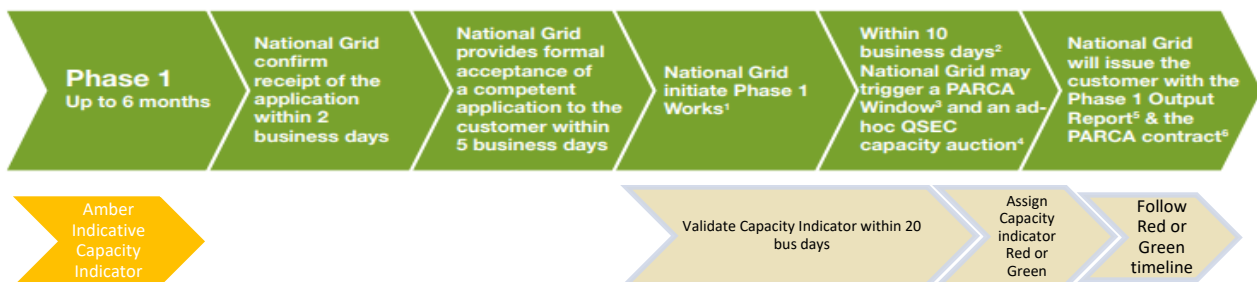 Phase 1
Up to 6 months
National Grid
confirm
receipt of the
application
within 2
business days
National Grid
provides formal
acceptance of
a competent
application to the
customer within
5 business days
National Grid
initiate Phase 1
Works¹
Within 10
business days²
National Grid may
trigger a PARCA
Window³ and an ad-
hoc QSEC
capacity auction⁴
National Grid
will issue the
customer with the
Phase 1 Output
Report⁵ & the
PARCA contract⁶
Amber
Indicative
Capacity
Indicator
Validate Capacity Indicator within 20
bus days
Assign
Capacity
indicator
Red or
Green
Follow
Red or
Green
timeline